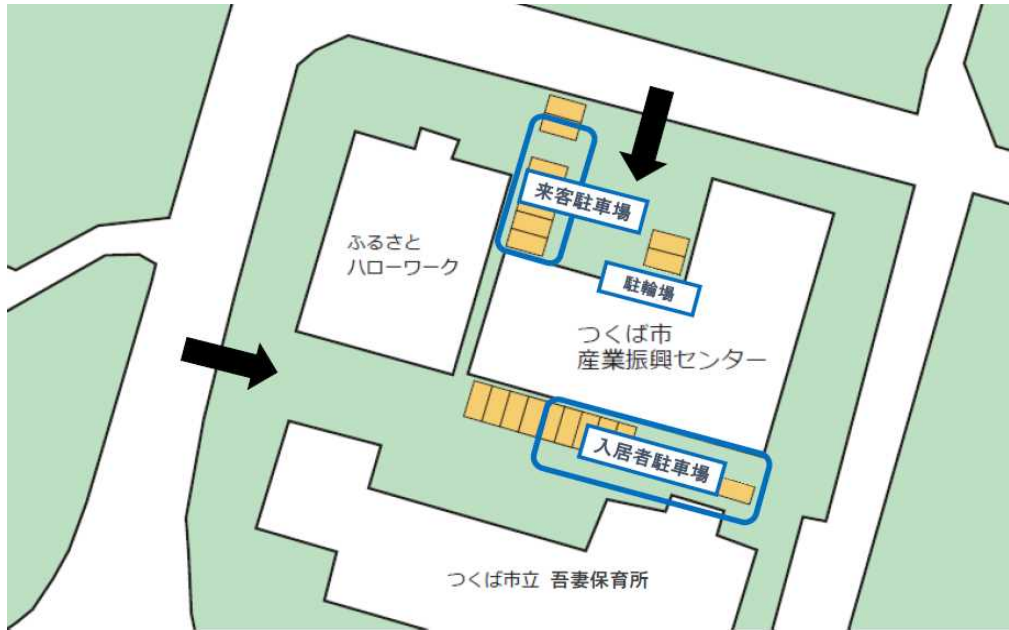 来客駐車場
ふるさと
ハローワーク
駐輪場
つくば市
産業振興センター
入居者駐車場
つくば市立 吾妻保育所